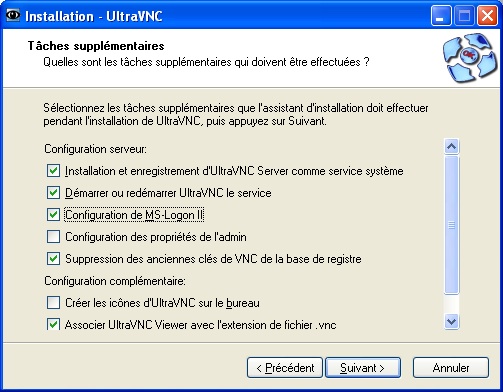 Installation - UltraVNC
Tâches supplémentaires
Quelles sont les tâches supplémentaires qui doivent être effectuées ?
Sélectionnez les tâches supplémentaires que l'assistant d'installation doit effectuer
pendant l'installation de UltraVNC, puis appuyez sur Suivant.
Configuration serveur:
Installation et enregistrement d'UltraVNC Server comme service système
Démarrer ou redémarrer UltraVNC le service
Configuration de MS-Logon II
Configuration des propriétés de l'admin
Suppression des anciennes clés de VNC de la base de registre
Configuration complémentaire:
Créer les icônes d'UltraVNC sur le bureau
Associer UltraVNC Viewer avec l'extension de fichier .vnc
< Précédent
Suivant >
Annuler